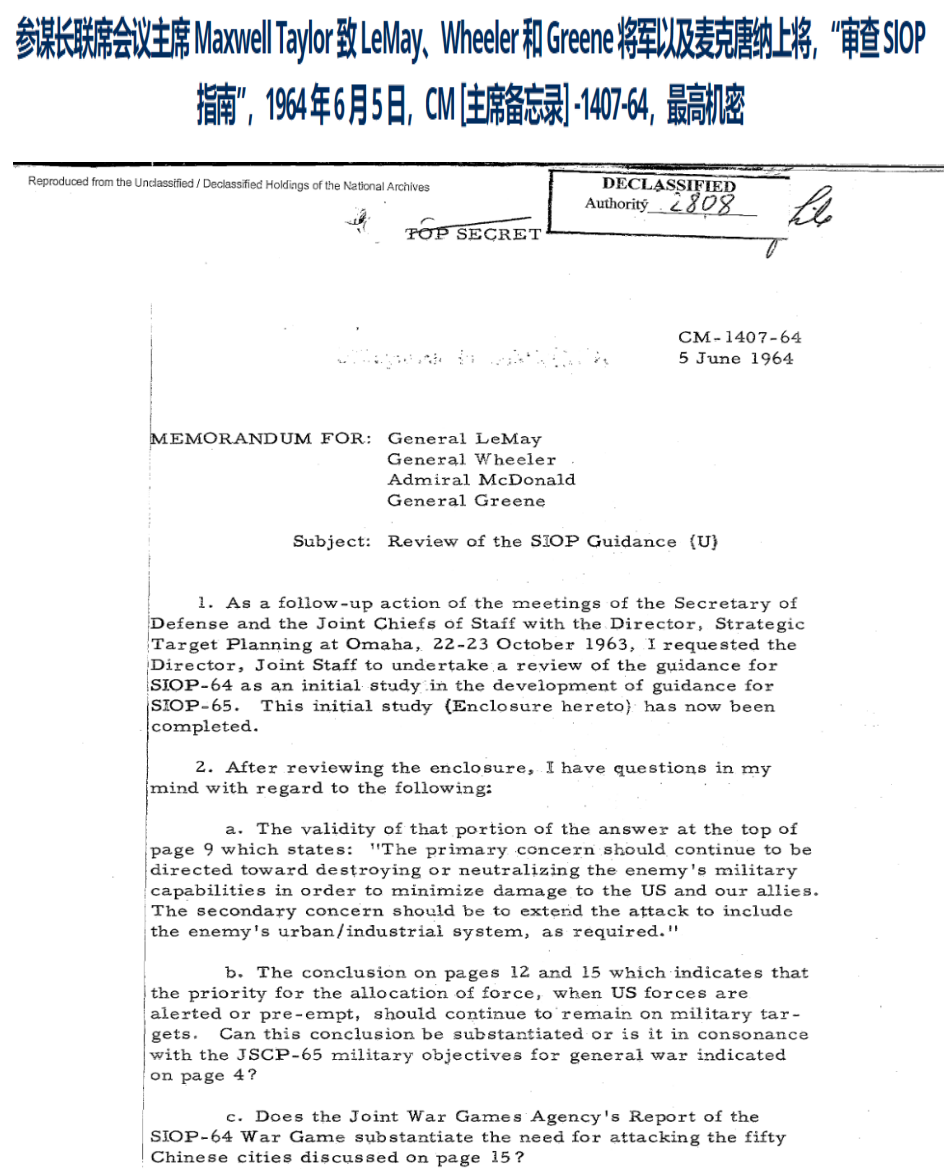 参谋长联席会议主席 Maxwell Taylor 致 LeMay、Wheeler 和 Greene 将军以及麦克唐纳上将，“审查 SIOP
指南”，1964 年 6 月 5 日，CM [主席备忘录] -1407-64，最高机密
Reproduced from the Unclassified / Declassified Holdings of the National Archives
DECLASSIFIED
Authority 2808
TOP SECRET
CM-1407-64
5 June 1964
MEMORANDUM FOR: General LeMay
General Wheeler
Admiral McDonald
General Greene
Subject: Review of the SIOP Guidance (U)
1. As a follow-up action of the meetings of the Secretary of
Defense and the Joint Chiefs of Staff with the Director, Strategic
Target Planning at Omaha, 22-23 October 1963, I requested the
Director, Joint Staff to undertake a review of the guidance for
SIOP-64 as an initial study in the development of guidance for
SIOP-65. This initial study (Enclosure hereto) has now been
completed.
2. After reviewing the enclosure, I have questions in my
mind with regard to the following:
a. The validity of that portion of the answer at the top of
page 9 which states: "The primary concern should continue to be
directed toward destroying or neutralizing the enemy's military
capabilities in order to minimize damage to the US and our allies.
The secondary concern should be to extend the attack to include
the enemy's urban/industrial system, as required."
b. The conclusion on pages 12 and 15 which indicates that
the priority for the allocation of force, when US forces are
alerted or pre-empt, should continue to remain on military tar-
gets. Can this conclusion be substantiated or is it in consonance
with the JSCP-65 military objectives for general war indicated
on page 4?
c. Does the Joint War Games Agency's Report of the
SIOP-64 War Game substantiate the need for attacking the fifty
Chinese cities discussed on page 15?